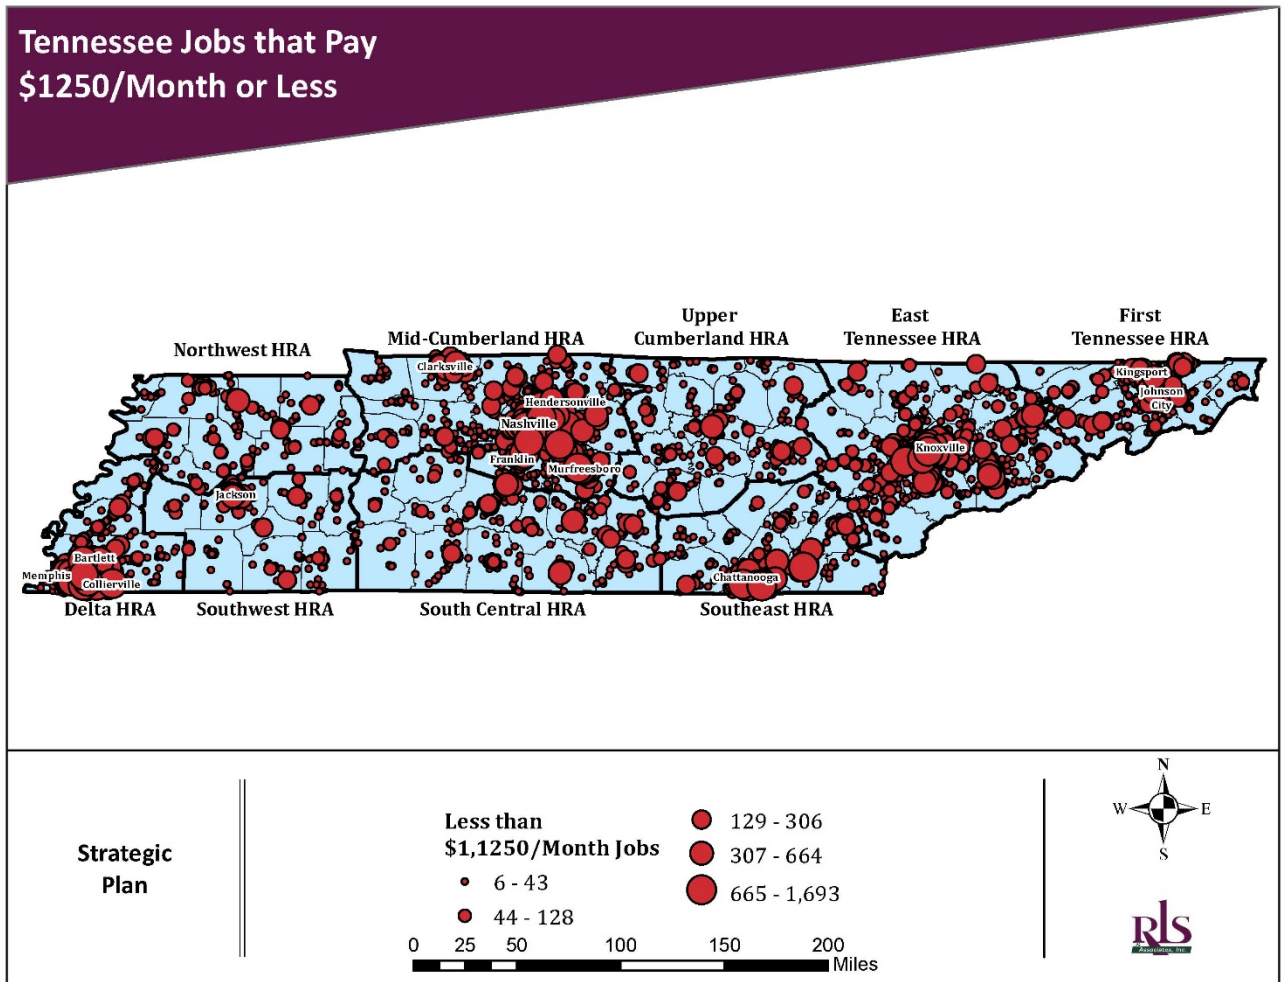 Tennessee Jobs that Pay
$1250/Month or Less
Northwest HRA
Mid-Cumberland HRA
Upper
Cumberland HRA
East
Tennessee HRA
First
Tennessee HRA
Clarksville
Hendersonville
Nashville
Franklin
Murfreesboro
Knoxville
Kingsport
Johnson
City
Jackson
Bartlett
Memphis
Collierville
Chattanooga
Delta HRA
Southwest HRA
South Central HRA
Southeast HRA
Strategic
Plan
Less than
$1,1250/Month Jobs
6 - 43
44 - 128
129 - 306
307 - 664
665 - 1,693
0 25 50 100 150 200
Miles
N
W E
S
RLS
& Associates, Inc.